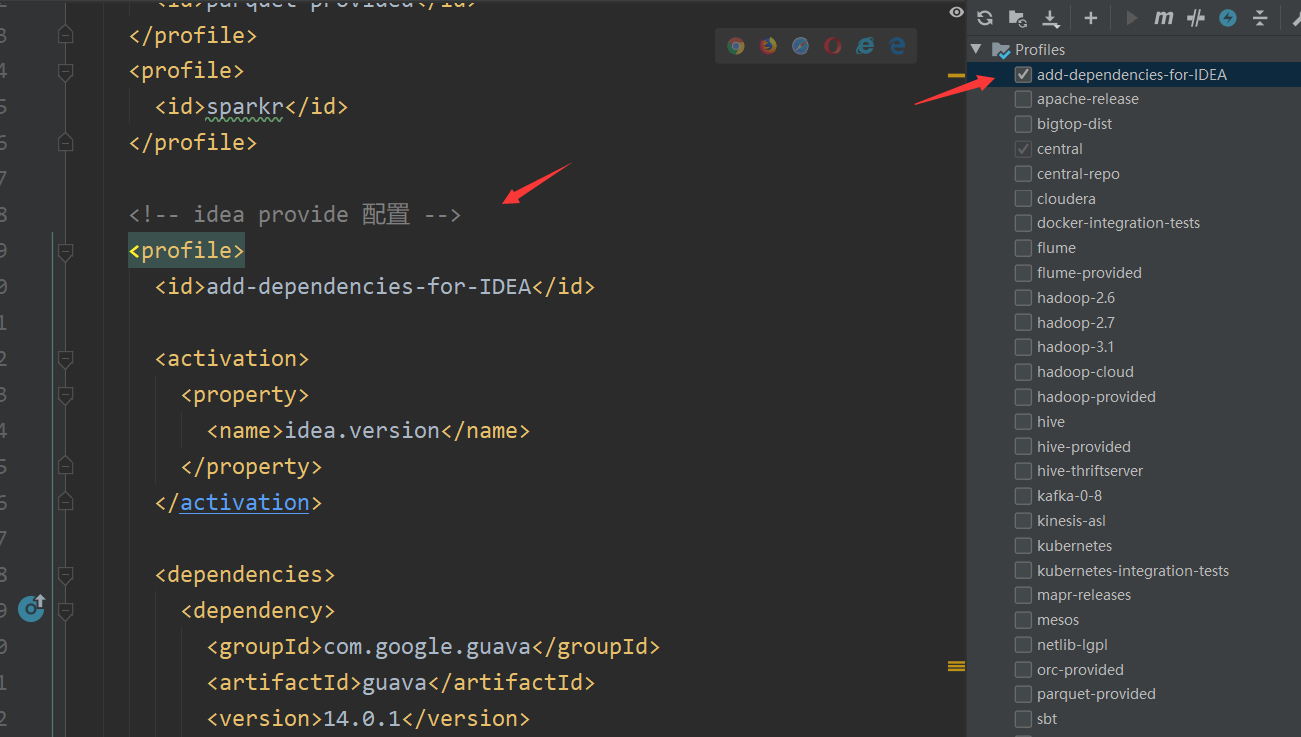 <id>parquet-provided</id>
</profile>
<profile>
<id>sparkr</id>
</profile>
<!-- idea provide 配置 -->
<profile>
<id>add-dependencies-for-IDEA</id>
<activation>
<property>
<name>idea.version</name>
</property>
</activation>
<dependencies>
<dependency>
<groupId>com.google.guava</groupId>
<artifactId>guava</artifactId>
<version>14.0.1</version>
Profiles
add-dependencies-for-IDEA
apache-release
bigtop-dist
central
central-repo
cloudera
docker-integration-tests
flume
flume-provided
hadoop-2.6
hadoop-2.7
hadoop-3.1
hadoop-cloud
hadoop-provided
hive
hive-provided
hive-thriftserver
kafka-0-8
kinesis-asl
kubernetes
kubernetes-integration-tests
mapr-releases
mesos
netlib-lgpl
orc-provided
parquet-provided
sbt